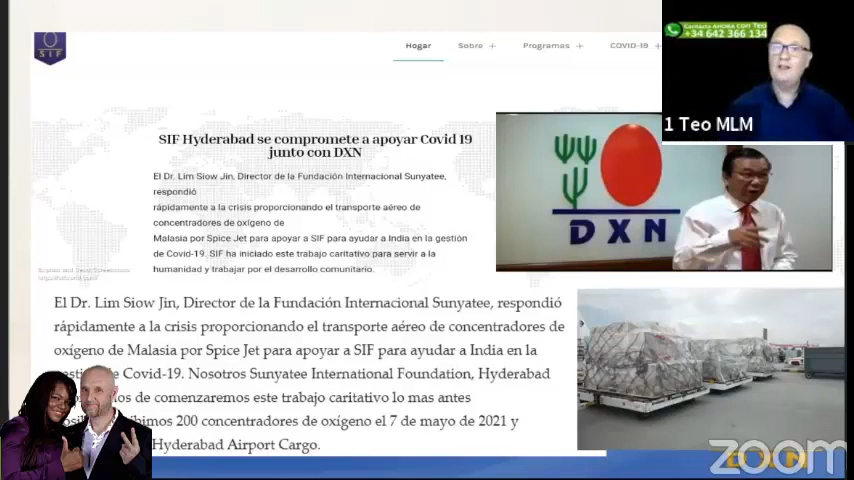 SIF
Hogar
Sobre +
Programas +
COVID-19 +
Contacta AHORA con Teo
+34 642 366 134
1 Teo MLM
SIF Hyderabad se compromete a apoyar Covid 19
junto con DXN
El Dr. Lim Siow Jin, Director de la Fundación Internacional Sunyatee,
respondió
rápidamente a la crisis proporcionando el transporte aéreo de
concentradores de oxígeno de
Malasia por Spice Jet para apoyar a SIF para ayudar a India en la gestión
de Covid-19. SIF ha iniciado este trabajo caritativo para servir a la
humanidad y trabajar por el desarrollo comunitario.
DXN
El Dr. Lim Siow Jin, Director de la Fundación Internacional Sunyatee, respondió
rápidamente a la crisis proporcionando el transporte aéreo de concentradores de
oxígeno de Malasia por Spice Jet para apoyar a SIF para ayudar a India en la
de Covid-19. Nosotros Sunyatee International Foundation, Hyderabad
de comenzaremos este trabajo caritativo lo mas antes
200 concentradores de oxígeno el 7 de mayo de 2021 y
Hyderabad Airport Cargo.
zoom
DXN